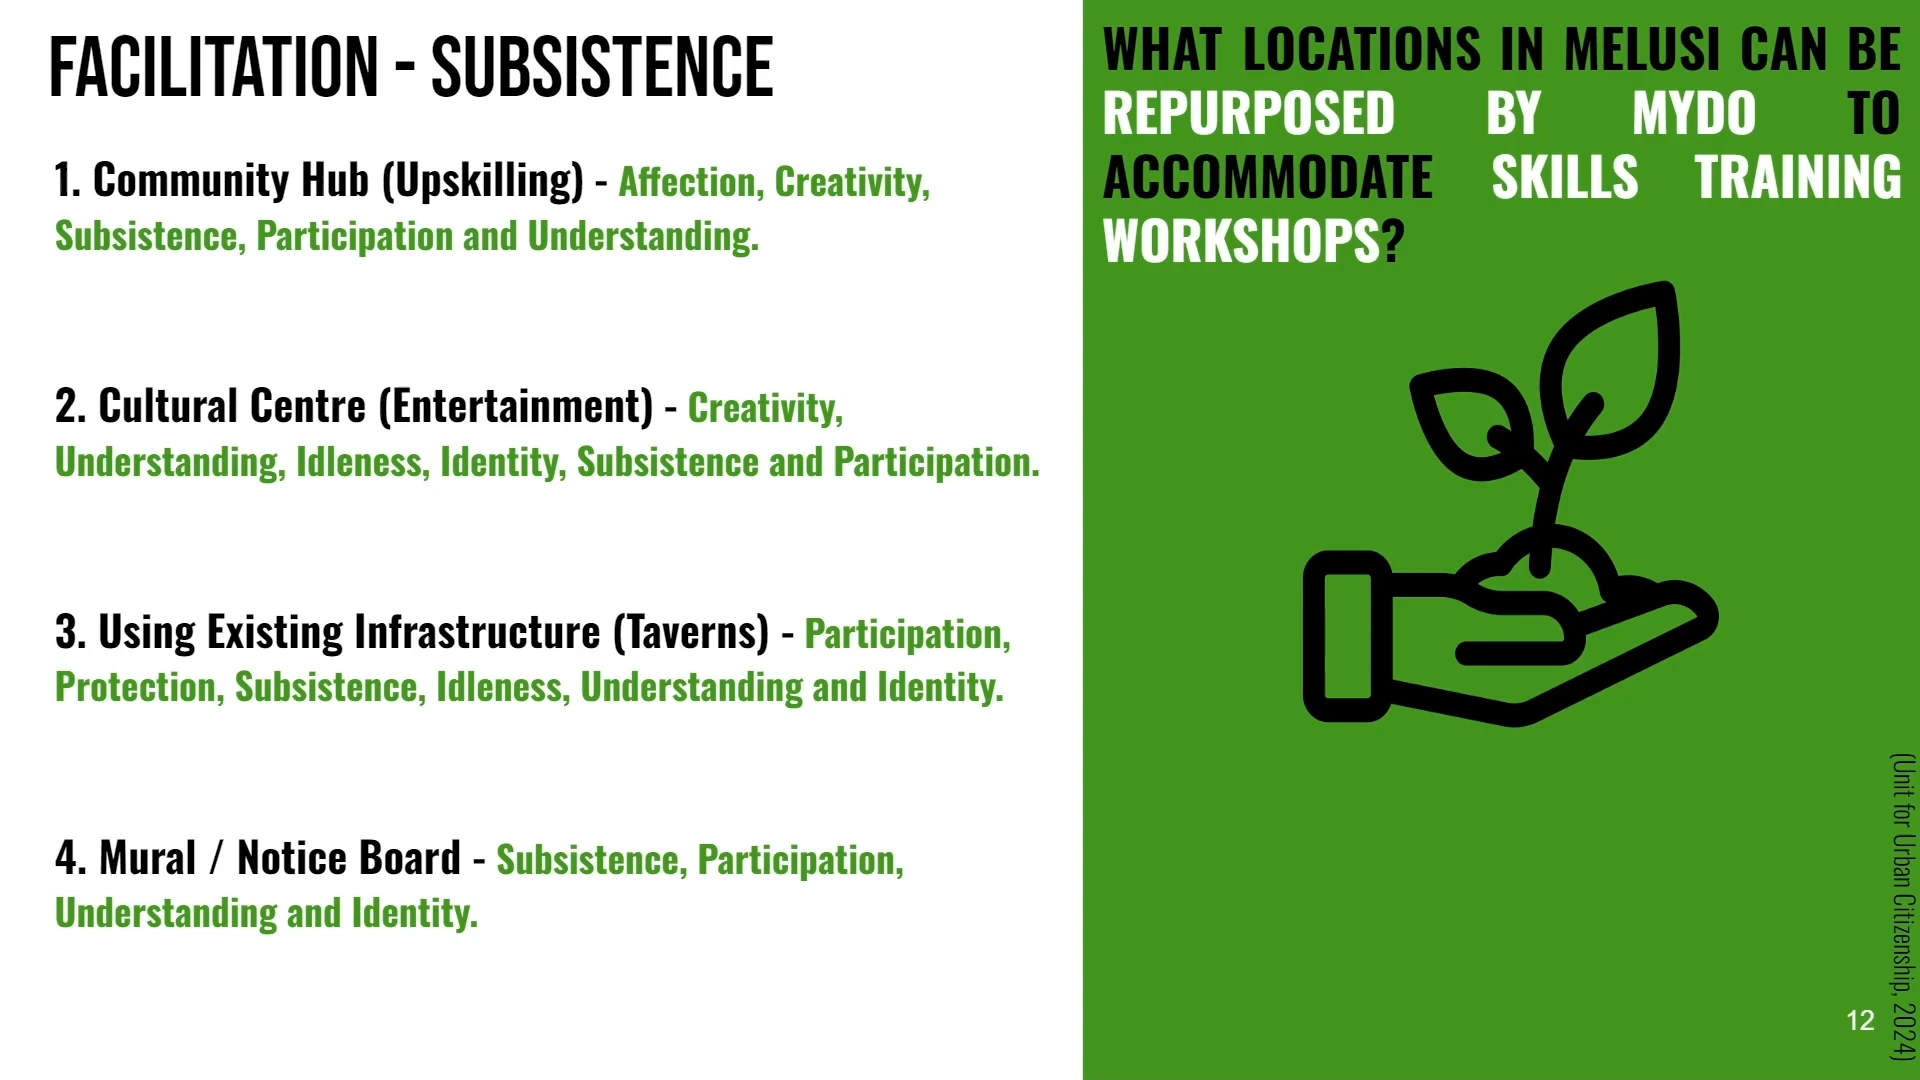 FACILITATION - SUBSISTENCE
1. Community Hub (Upskilling) - Affection, Creativity,
Subsistence, Participation and Understanding.
2. Cultural Centre (Entertainment) - Creativity,
Understanding, Idleness, Identity, Subsistence and Participation.
3. Using Existing Infrastructure (Taverns) - Participation,
Protection, Subsistence, Idleness, Understanding and Identity.
4. Mural / Notice Board - Subsistence, Participation,
Understanding and Identity.
WHAT LOCATIONS IN MELUSI CAN BE
REPURPOSED BY MYDO TO
ACCOMMODATE SKILLS TRAINING
WORKSHOPS?
(Unit for Urban Citizenship, 2024)
12